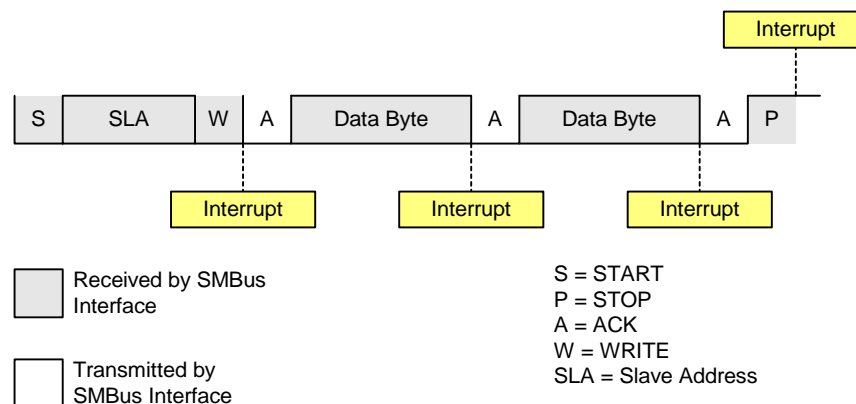 Interrupt
S
SLA
W
A
Data Byte
A
Data Byte
A
P
Interrupt
Interrupt
Interrupt
Received by SMBus
Interface
Transmitted by
SMBus Interface
S = START
P = STOP
A = ACK
W = WRITE
SLA = Slave Address